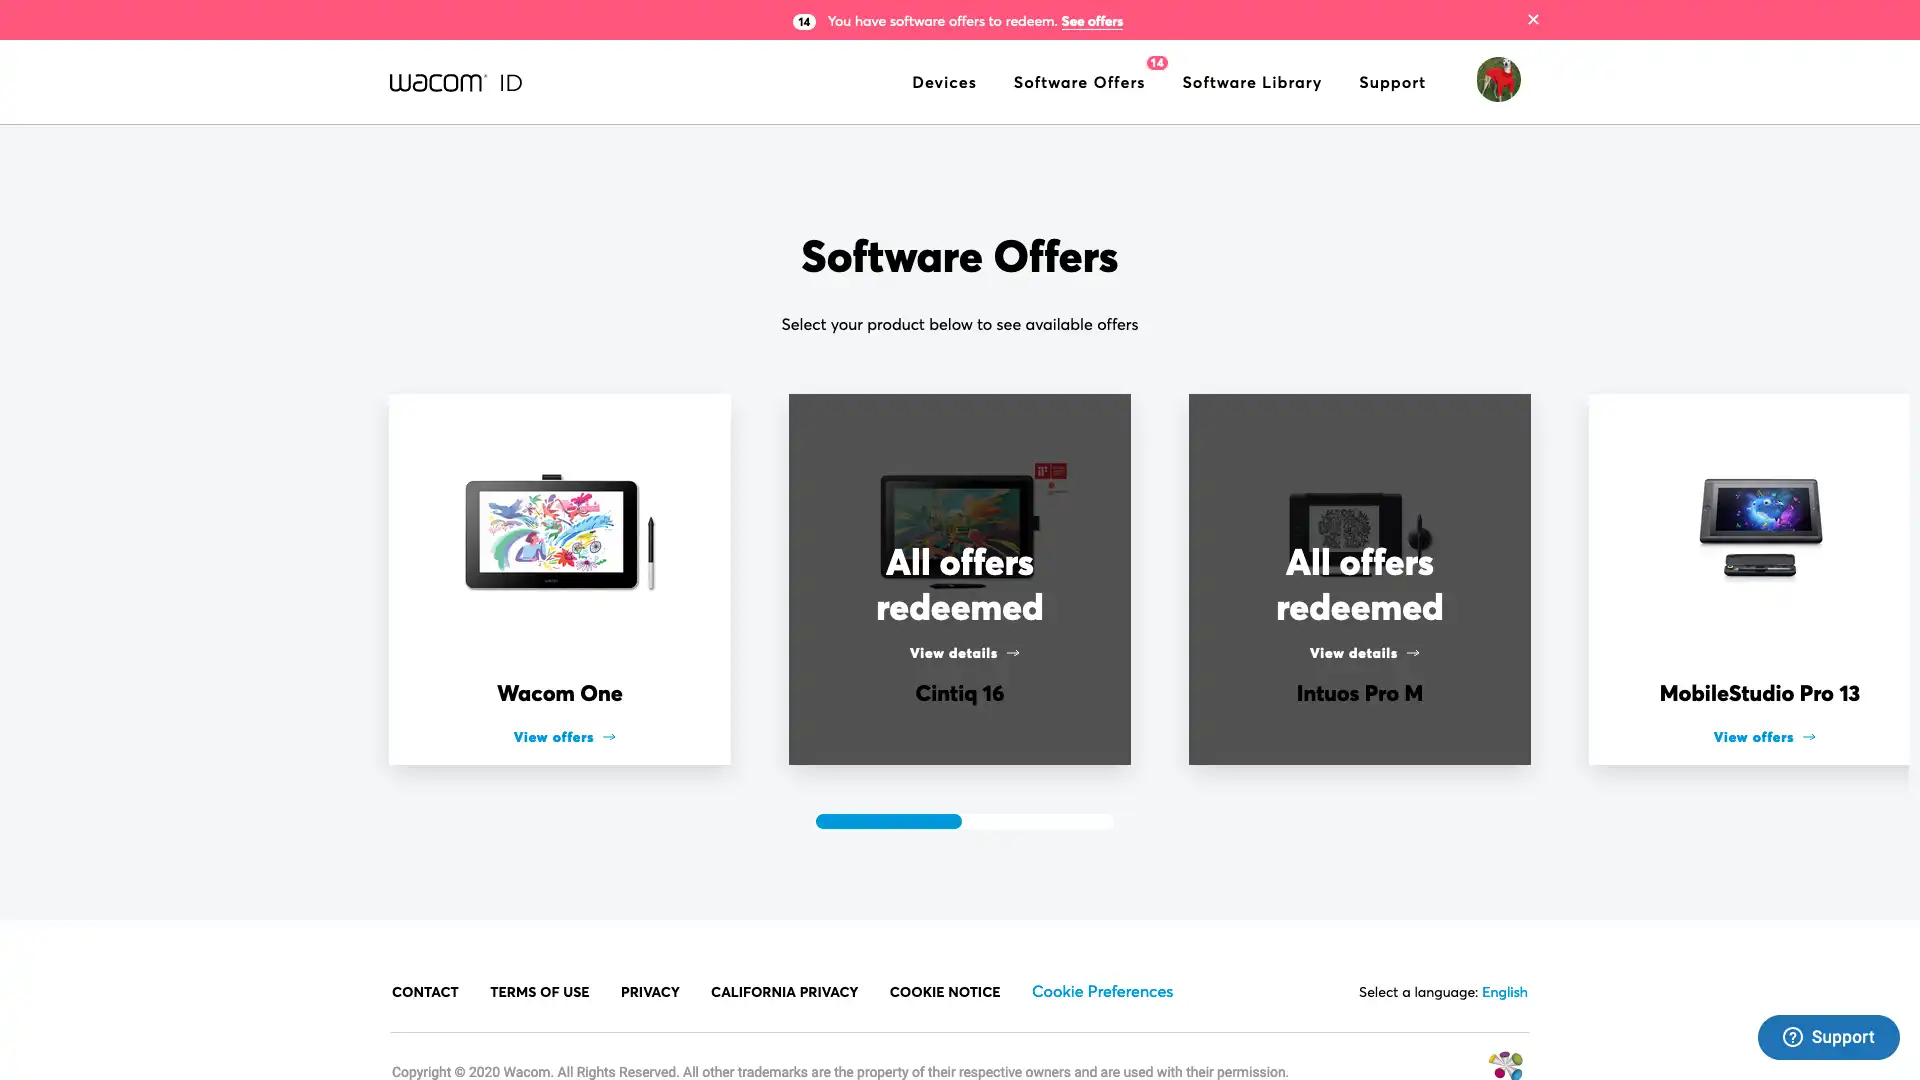 14 You have software offers to redeem. See offers
wacom ID
Devices
Software Offers
14
Software Library
Support
Software Offers
Select your product below to see available offers
Wacom One
View offers →
All offers
redeemed
View details →
Cintiq 16
All offers
redeemed
View details →
Intuos Pro M
MobileStudio Pro 13
View offers →
CONTACT
TERMS OF USE
PRIVACY
CALIFORNIA PRIVACY
COOKIE NOTICE
Cookie Preferences
Select a language: English
Support
Copyright © 2020 Wacom. All Rights Reserved. All other trademarks are the property of their respective owners and are used with their permission.